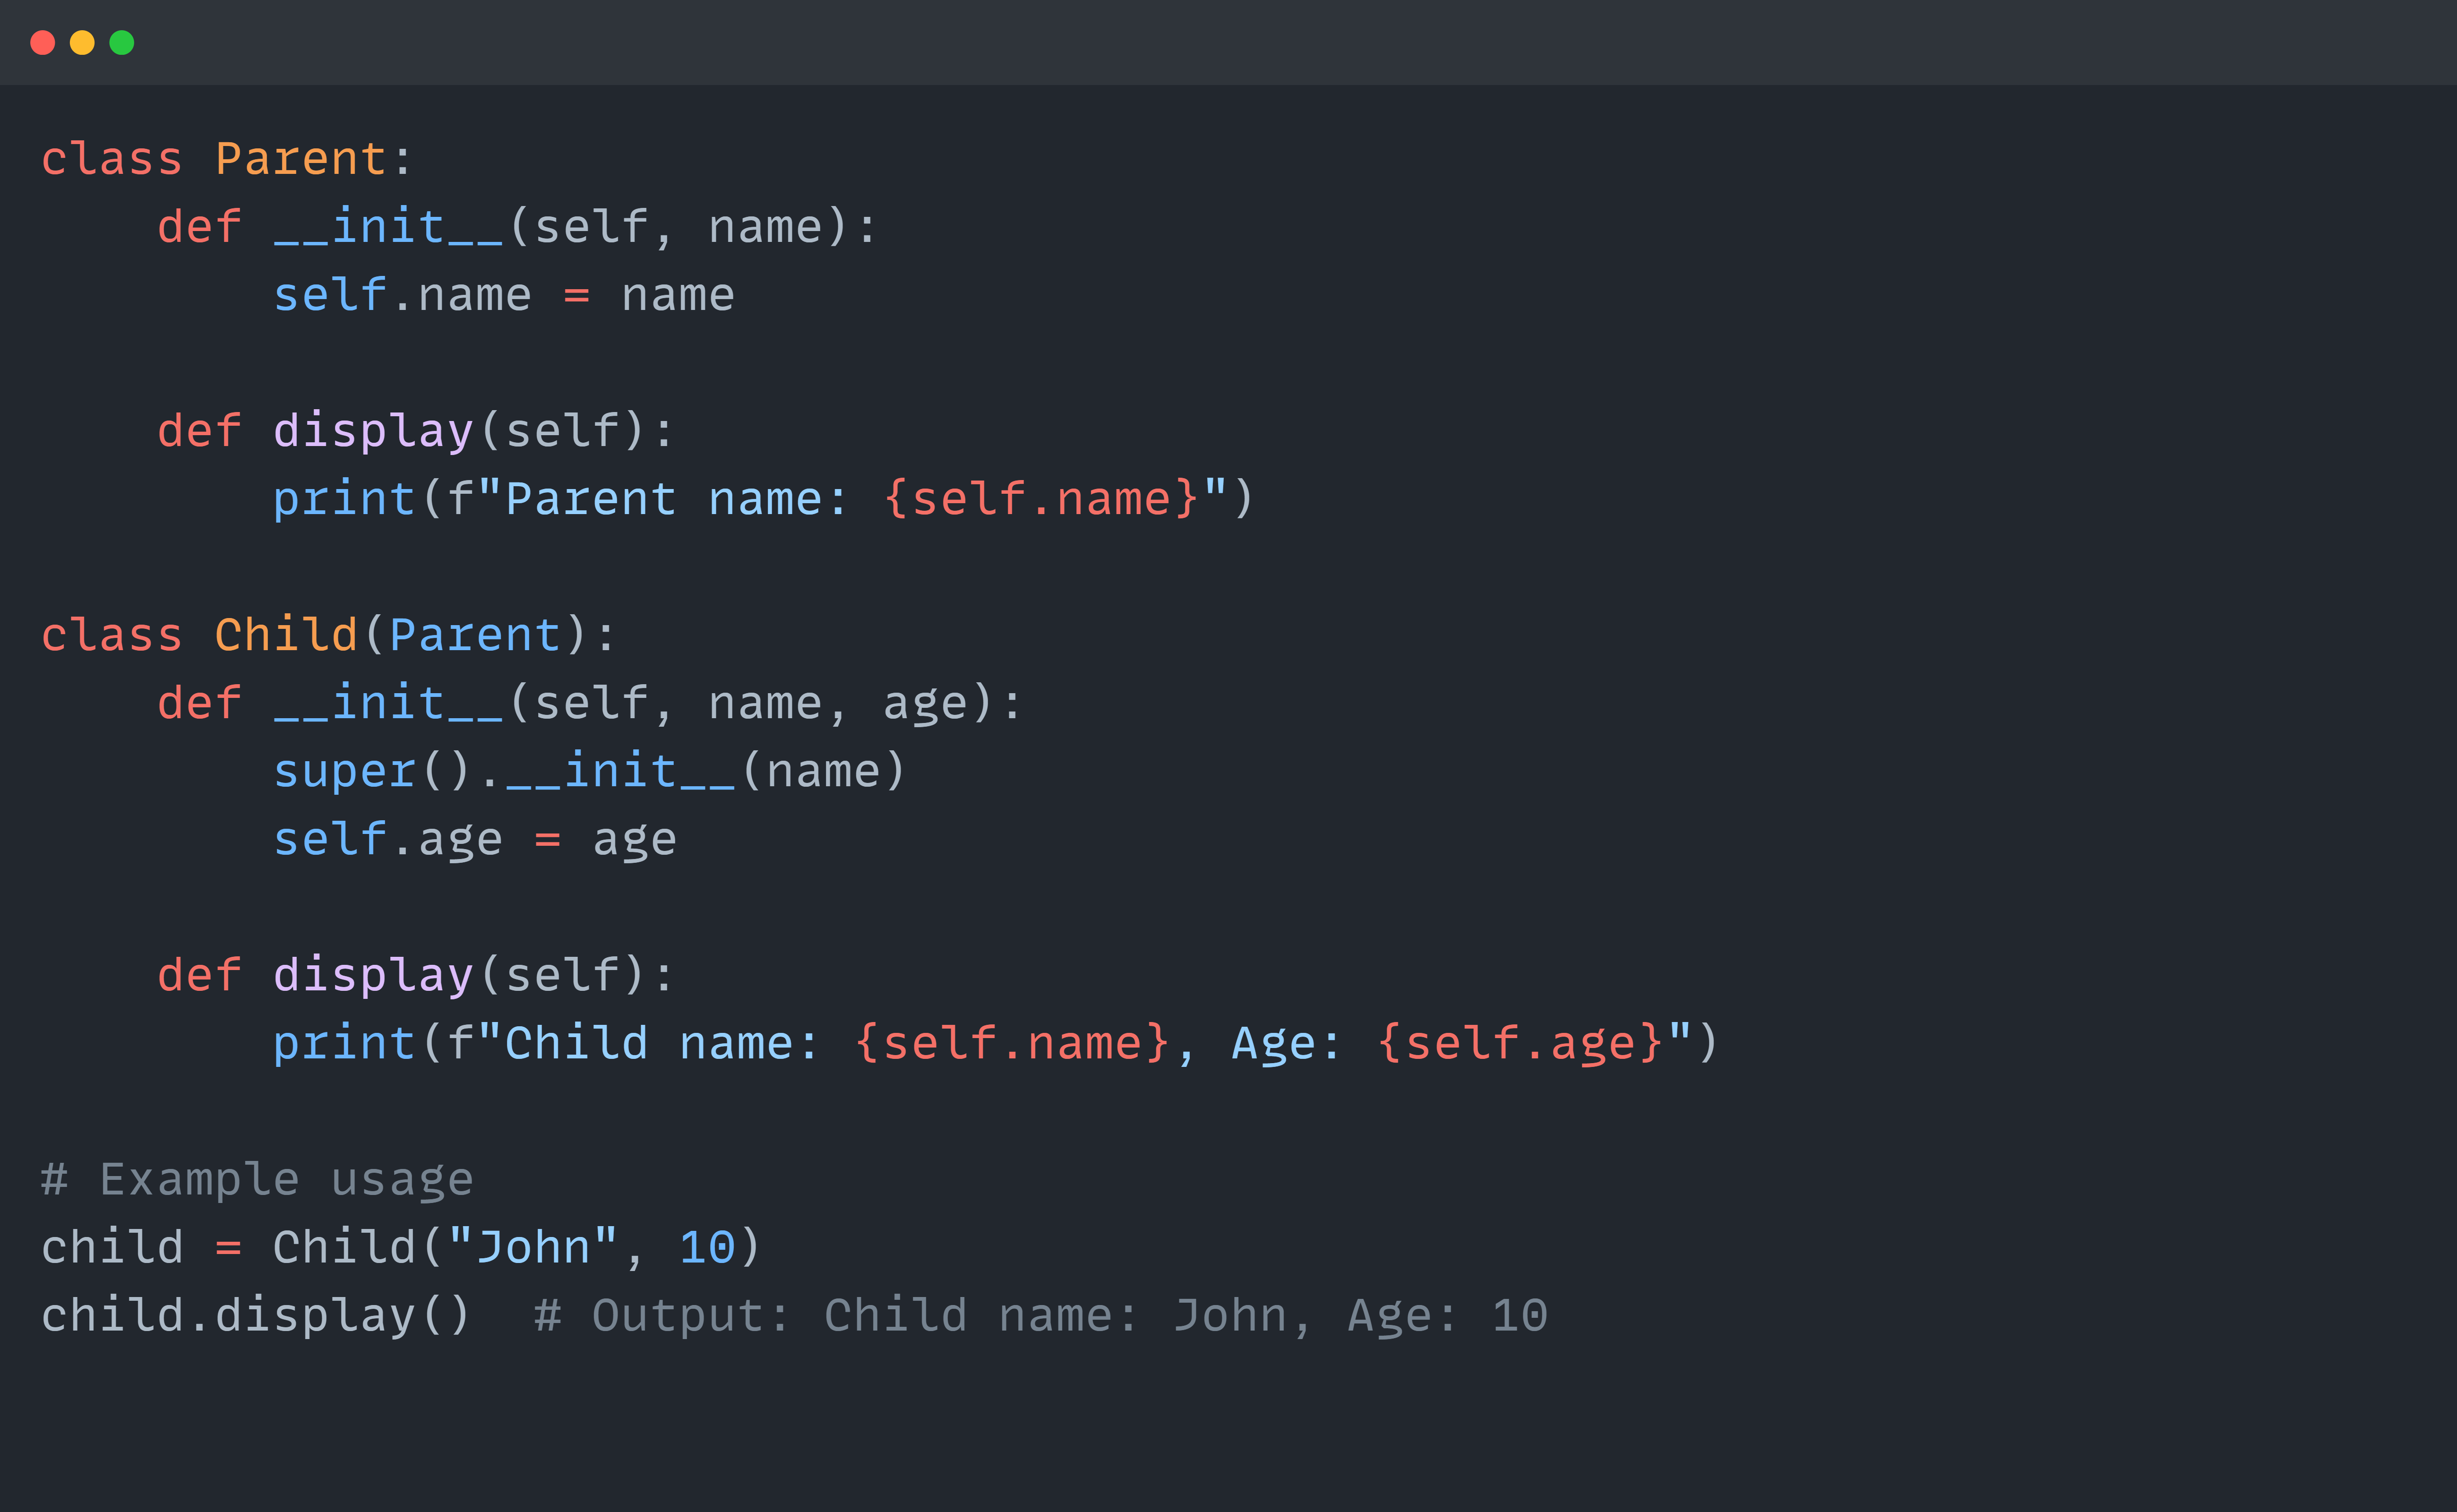 class Parent:
    def __init__(self, name):
        self.name = name

    def display(self):
        print(f"Parent name: {self.name}")

class Child(Parent):
    def __init__(self, name, age):
        super().__init__(name)
        self.age = age

    def display(self):
        print(f"Child name: {self.name}, Age: {self.age}")

# Example usage
child = Child("John", 10)
child.display()  # Output: Child name: John, Age: 10